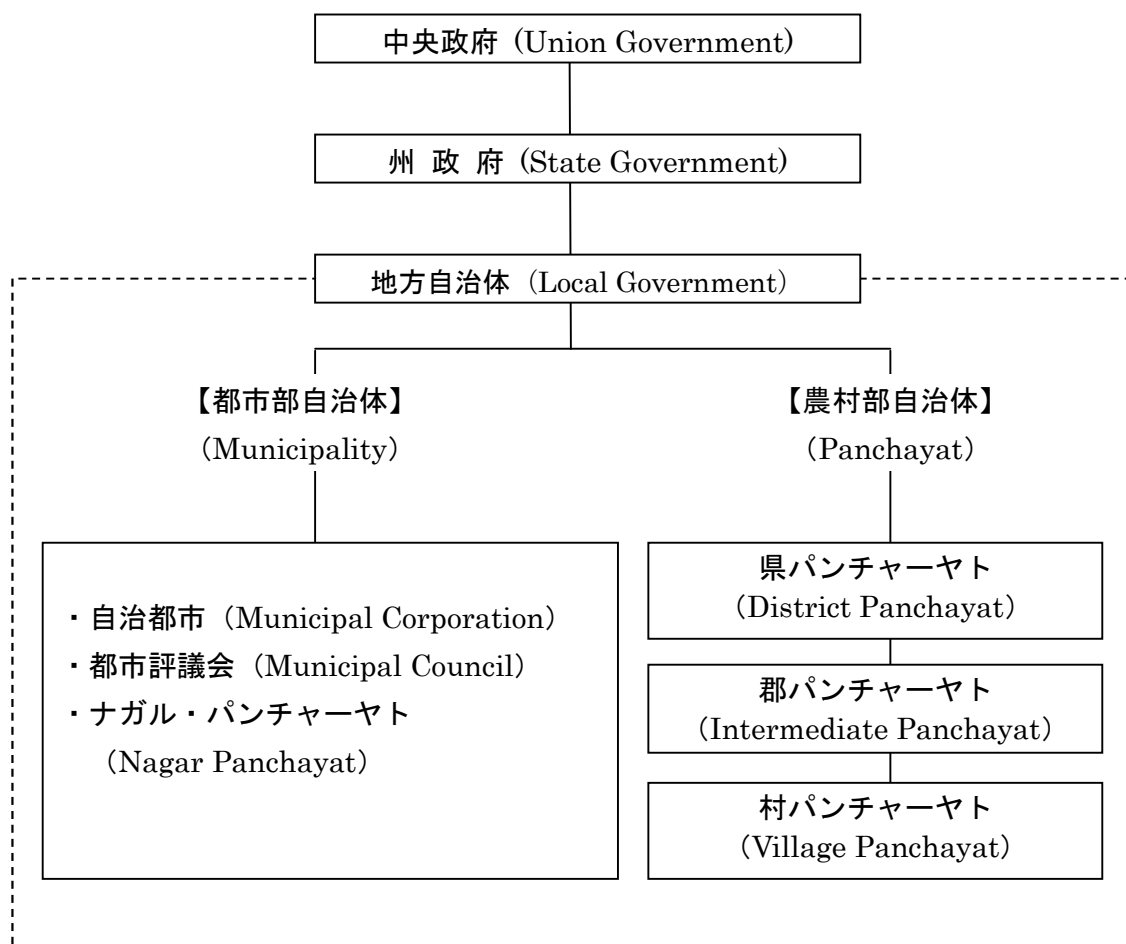 中央政府 (Union Government)
州 政 府 (State Government)
地方自治体（Local Government）
【都市部自治体】
（Municipality）
・自治都市（Municipal Corporation）
・都市評議会（Municipal Council）
・ナガル・パンチャーヤト
（Nagar Panchayat）
【農村部自治体】
（Panchayat）
県パンチャーヤト
（District Panchayat）
郡パンチャーヤト
（Intermediate Panchayat）
村パンチャーヤト
（Village Panchayat）